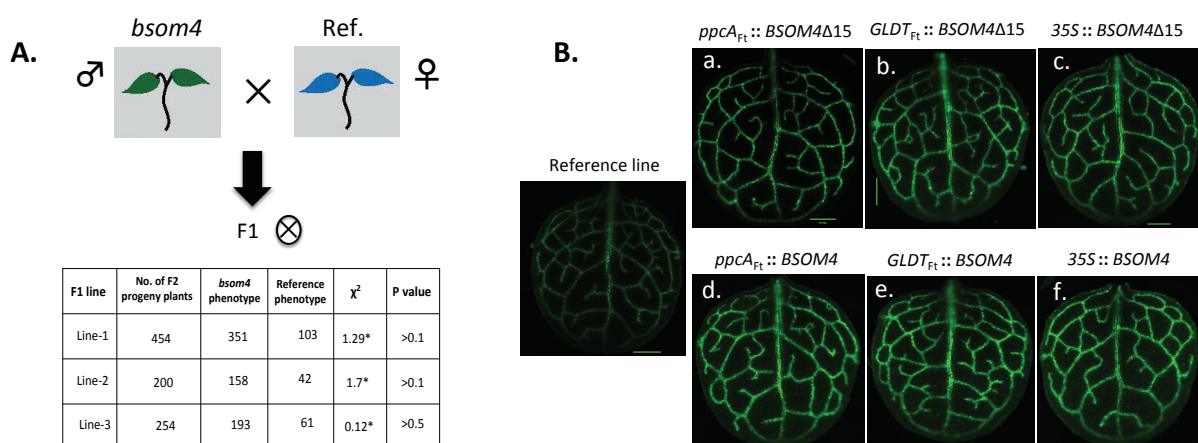 A.
bsom4
Ref.
♂
×
♀
F1 ⊗
F1 line | No. of F2 progeny plants | bsom4 phenotype | Reference phenotype | χ² | P value
Line-1 | 454 | 351 | 103 | 1.29* | >0.1
Line-2 | 200 | 158 | 42 | 1.7* | >0.1
Line-3 | 254 | 193 | 61 | 0.12* | >0.5
B.
Reference line
ppcAFt :: BSOM4Δ15
GLDTFt :: BSOM4Δ15
35S :: BSOM4Δ15
a.
b.
c.
ppcAFt :: BSOM4
GLDTFt :: BSOM4
35S :: BSOM4
d.
e.
f.